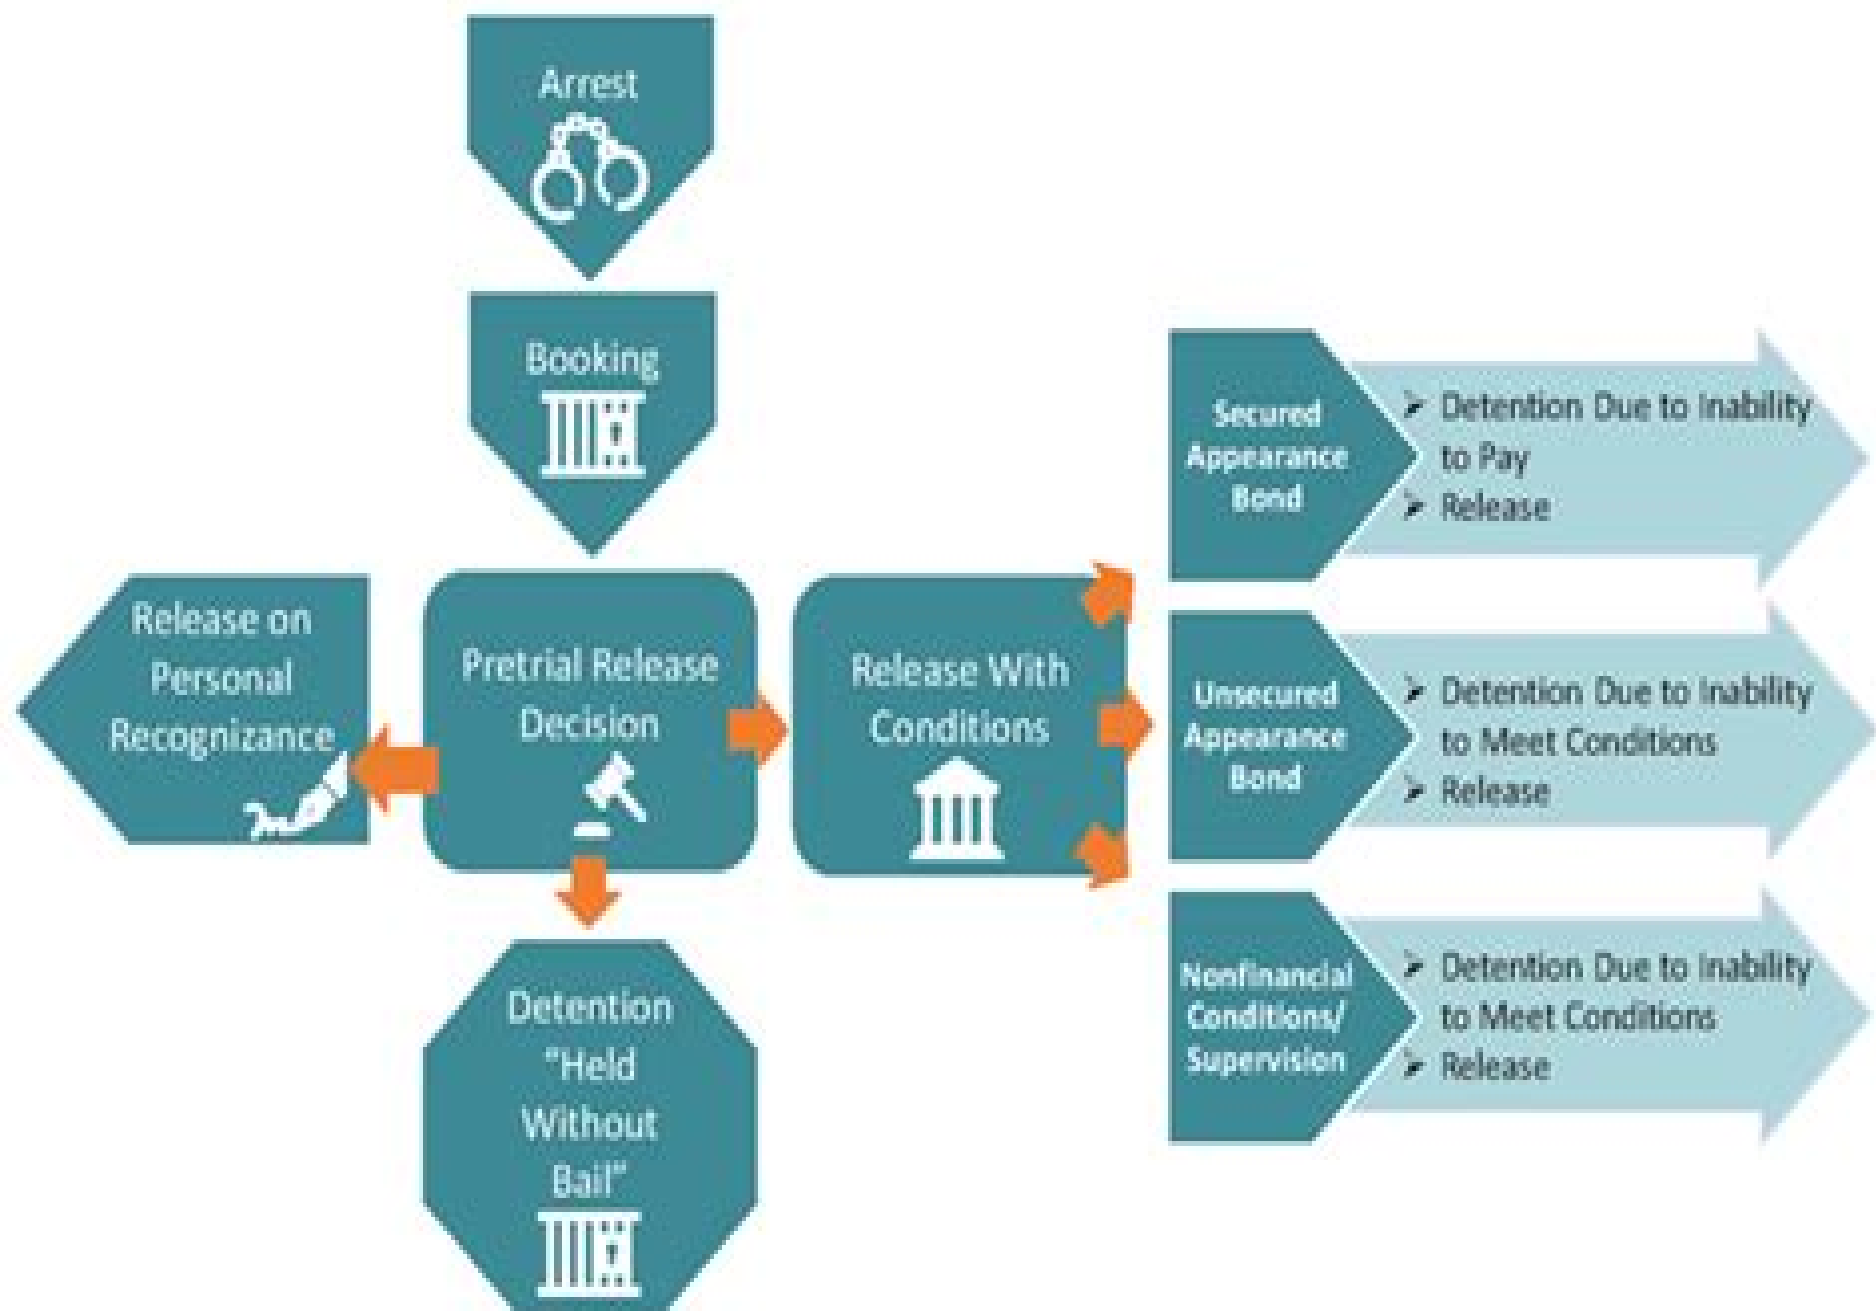 Arrest
Booking
Release on
Personal
Recognizance
Pretrial Release
Decision
Release With
Conditions
Detention
"Held
Without
Bail"
Secured
Appearance
Bond
➤ Detention Due to Inability
to Pay
➤ Release
Unsecured
Appearance
Bond
➤ Detention Due to Inability
to Meet Conditions
➤ Release
Nonfinancial
Conditions/
Supervision
➤ Detention Due to Inability
to Meet Conditions
➤ Release